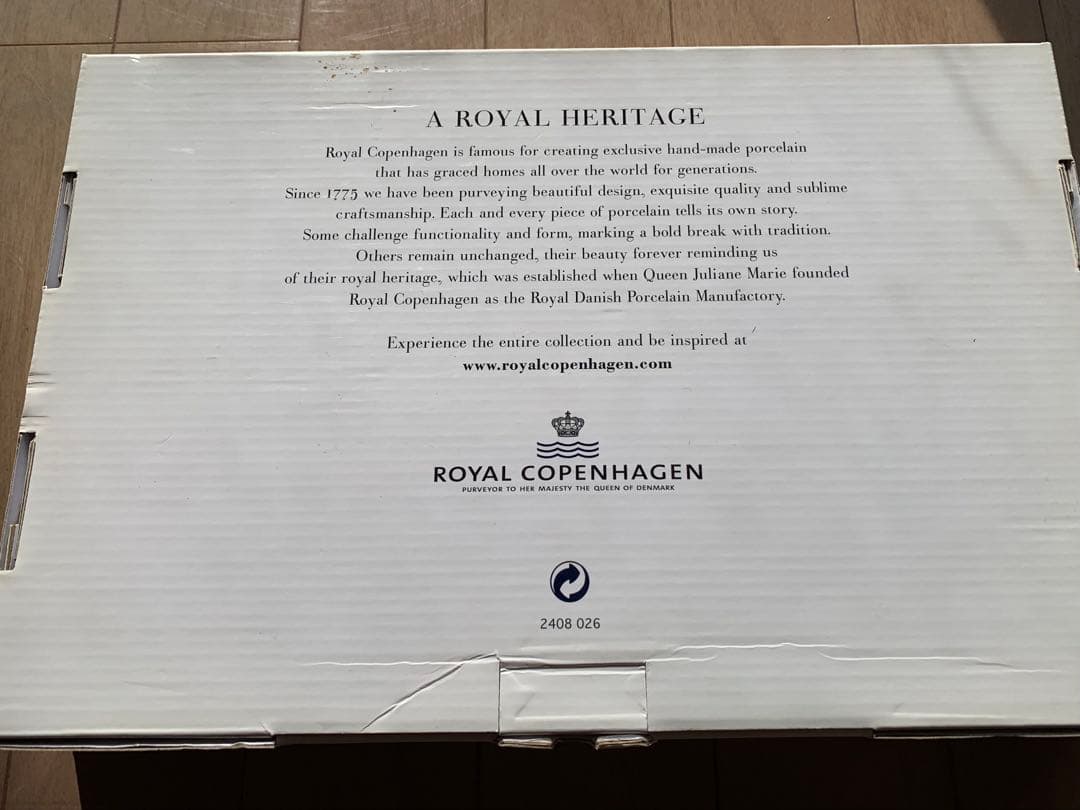 A ROYAL HERITAGE
Royal Copenhagen is famous for creating exclusive hand-made porcelain
that has graced homes all over the world for generations.
Since 1775 we have been purveying beautiful design, exquisite quality and sublime
craftsmanship. Each and every piece of porcelain tells its own story.
Some challenge functionality and form, marking a bold break with tradition.
Others remain unchanged, their beauty forever reminding us
of their royal heritage, which was established when Queen Juliane Marie founded
Royal Copenhagen as the Royal Danish Porcelain Manufactory.
Experience the entire collection and be inspired at
www.royalcopenhagen.com
ROYAL COPENHAGEN
PURVEYOR TO HER MAJESTY THE QUEEN OF DENMARK
2408 026